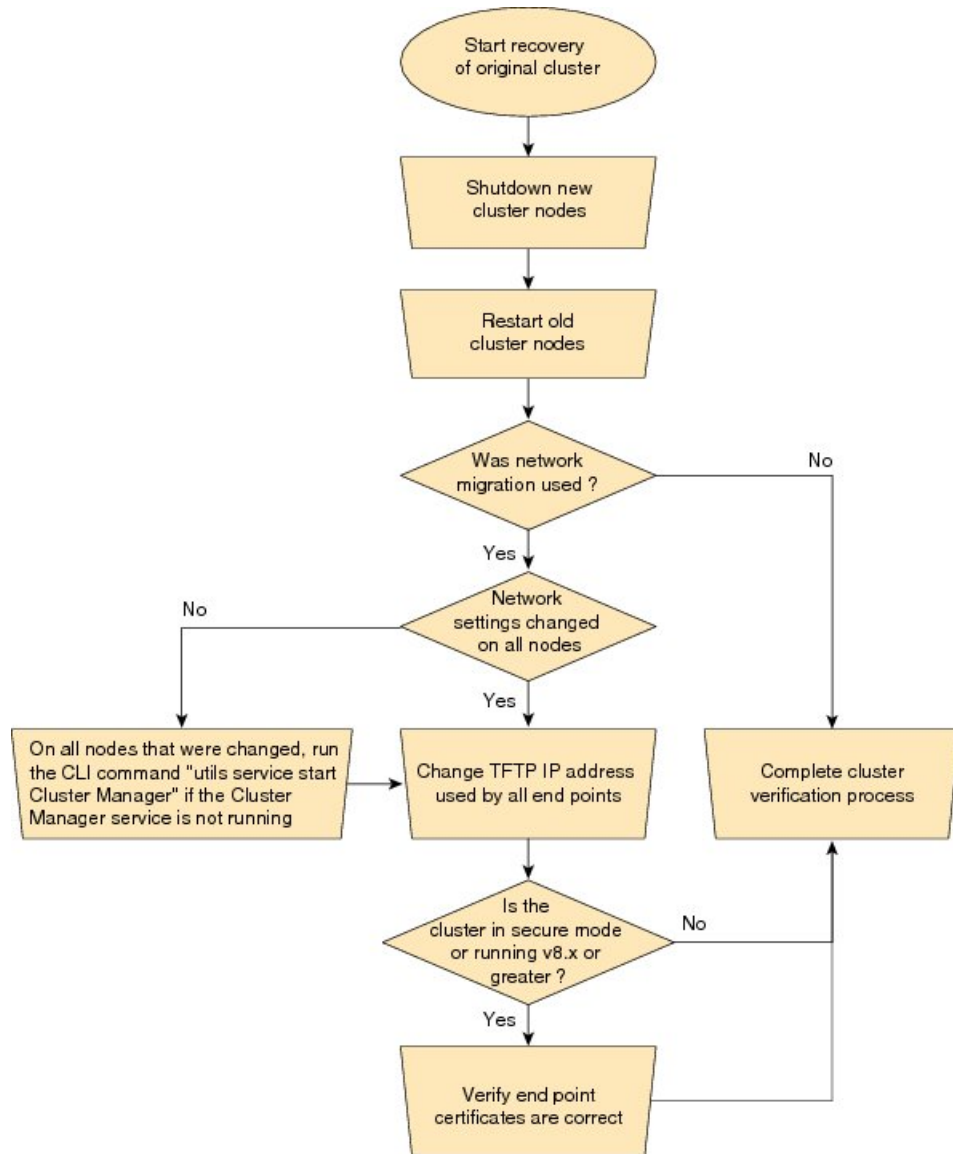 Start recovery
of original cluster
Shutdown new
cluster nodes
Restart old
cluster nodes
Was network
migration used ?
No
Yes
Network
settings changed
on all nodes
No
Yes
On all nodes that were changed, run
the CLI command "utils service start
Cluster Manager" if the Cluster
Manager service is not running
Change TFTP IP address
used by all end points
Complete cluster
verification process
Is the
cluster in secure mode
or running v8.x or
greater ?
No
Yes
Verify end point
certificates are correct